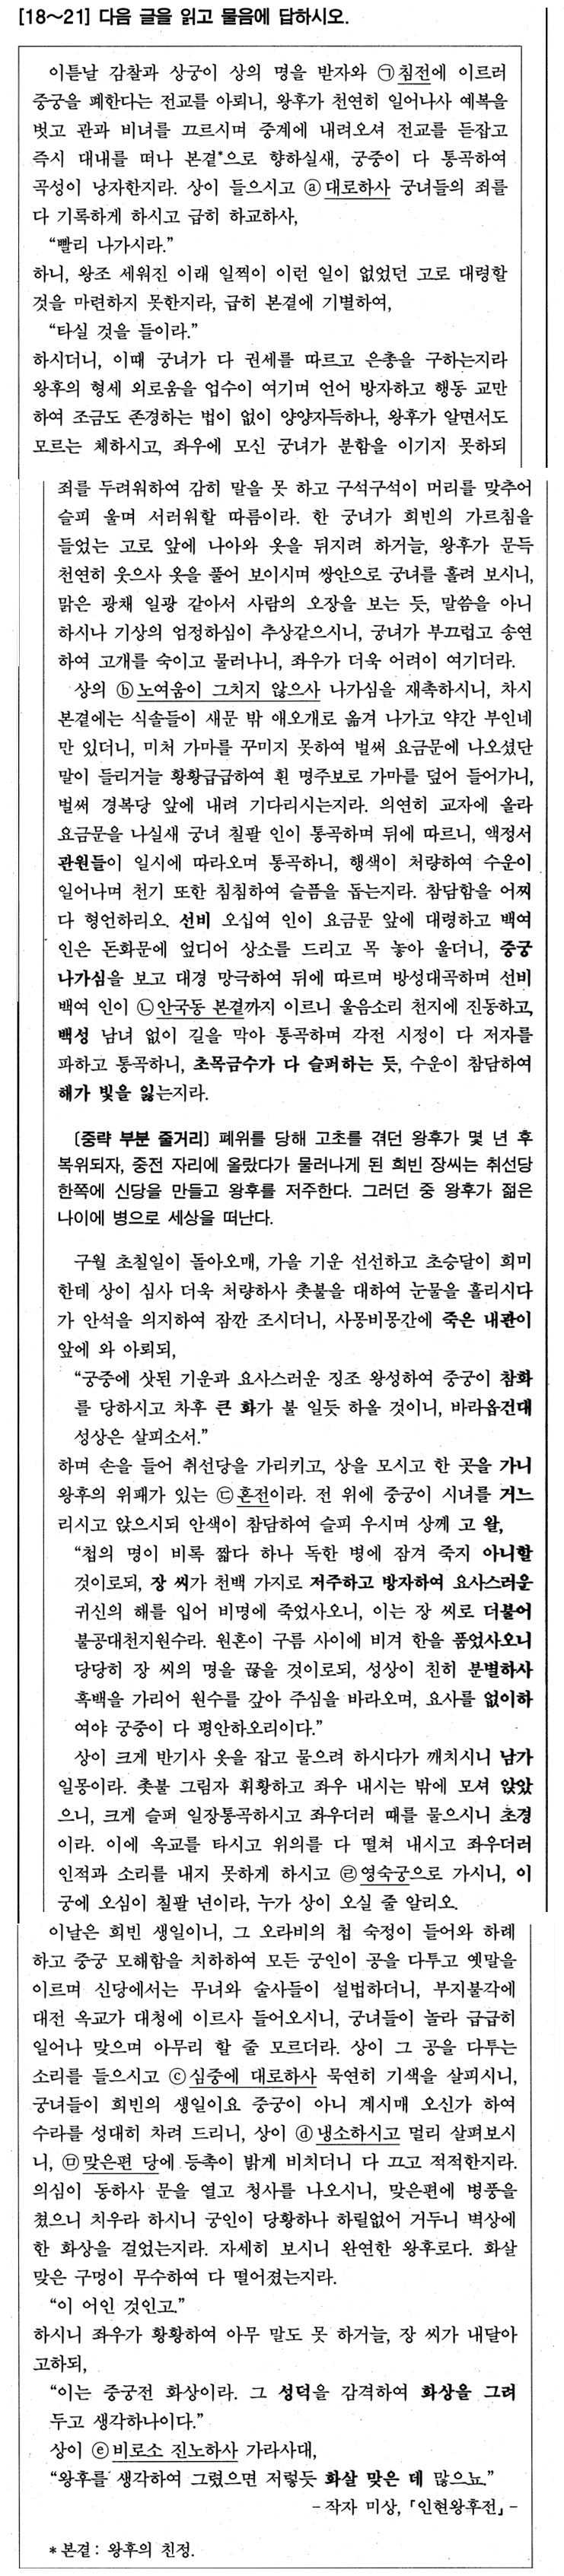 [18～21] 다음 글을 읽고 물음에 답하시오.
이튿날 감찰과 상궁이 상의 명을 받자와 ㉠침전에 이르러
중궁을 폐한다는 전교를 아뢰니, 왕후가 천연히 일어나사 예복을
벗고 관과 비녀를 끄르시며 중계에 내려오셔 전교를 듣잡고
즉시 대내를 떠나 본곁*으로 향하실새, 궁중이 다 통곡하여
곡성이 낭자한지라. 상이 들으시고 ⓐ대로하사 궁녀들의 죄를
다 기록하게 하시고 급히 하교하사,
“빨리 나가시라.”
하니, 왕조 세워진 이래 일찍이 이런 일이 없었던 고로 대령할
것을 마련하지 못한지라, 급히 본곁에 기별하여,
“타실 것을 들이라.”
하시더니, 이때 궁녀가 다 권세를 따르고 은총을 구하는지라
왕후의 형세 외로움을 업수이 여기며 언어 방자하고 행동 교만
하여 조금도 존경하는 법이 없이 양양자득하나, 왕후가 알면서도
모르는 체하시고, 좌우에 모신 궁녀가 분함을 이기지 못하되
죄를 두려워하여 감히 말을 못 하고 구석구석이 머리를 맞추어
슬피 울며 서러워할 따름이라. 한 궁녀가 희빈의 가르침을
들었는 고로 앞에 나아와 옷을 뒤지려 하거늘, 왕후가 문득
천연히 웃으사 옷을 풀어 보이시며 쌍안으로 궁녀를 흘려 보시니,
맑은 광채 일광 같아서 사람의 오장을 보는 듯, 말씀을 아니
하시나 기상의 엄정하심이 추상같으시니, 궁녀가 부끄럽고 송연
하여 고개를 숙이고 물러나니, 좌우가 더욱 어려이 여기더라.
상의 ⓑ노여움이 그치지 않으사 나가심을 재촉하시니, 차시
본곁에는 식솔들이 새문 밖 애오개로 옮겨 나가고 약간 부인네
만 있더니, 미처 가마를 꾸미지 못하여 벌써 요금문에 나오셨단
말이 들리거늘 황황급급하여 흰 명주보로 가마를 덮어 들어가니,
벌써 경복당 앞에 내려 기다리시는지라. 의연히 교자에 올라
요금문을 나실새 궁녀 칠팔 인이 통곡하며 뒤에 따르니, 액정서
관원들이 일시에 따라오며 통곡하니, 행색이 처량하여 수운이
일어나며 천기 또한 침침하여 슬픔을 돕는지라. 참담함을 어찌
다 형언하리오. 선비 오십여 인이 요금문 앞에 대령하고 백여
인은 돈화문에 엎디어 상소를 드리고 목 놓아 울더니, 중궁
나가심을 보고 대경 망극하여 뒤에 따르며 방성대곡하며 선비
백여 인이 ㉡안국동 본곁까지 이르니 울음소리 천지에 진동하고,
백성 남녀 없이 길을 막아 통곡하며 각전 시정이 다 저자를
파하고 통곡하니, 초목금수가 다 슬퍼하는 듯, 수운이 참담하여
해가 빛을 잃는지라.
〔중략 부분 줄거리〕 폐위를 당해 고초를 겪던 왕후가 몇 년 후
복위되자, 중전 자리에 올랐다가 물러나게 된 희빈 장씨는 취선당
한쪽에 신당을 만들고 왕후를 저주한다. 그러던 중 왕후가 젊은
나이에 병으로 세상을 떠난다.
구월 초칠일이 돌아오매, 가을 기운 선선하고 초승달이 희미
한데 상이 심사 더욱 처량하사 촛불을 대하여 눈물을 흘리시다
가 안석을 의지하여 잠깐 조시더니, 사몽비몽간에 죽은 내관이
앞에 와 아뢰되,
“궁중에 삿된 기운과 요사스러운 징조 왕성하여 중궁이 참화
를 당하시고 차후 큰 화가 불 일듯 하올 것이니, 바라옵건대
성상은 살피소서.”
하며 손을 들어 취선당을 가리키고, 상을 모시고 한 곳을 가니
왕후의 위패가 있는 ㉢혼전이라. 전 위에 중궁이 시녀를 거느
리시고 앉으시되 안색이 참담하여 슬피 우시며 상께 고 왈,
“첩의 명이 비록 짧다 하나 독한 병에 잠겨 죽지 아니할
것이로되, 장 씨가 천백 가지로 저주하고 방자하여 요사스러운
귀신의 해를 입어 비명에 죽었사오니, 이는 장 씨로 더불어
불공대천지원수라. 원혼이 구름 사이에 비겨 한을 품었사오니
당당히 장 씨의 명을 끊을 것이로되, 성상이 친히 분별하사
흑백을 가리어 원수를 갚아 주심을 바라오며, 요사를 없이하
여야 궁중이 다 평안하오리이다.”
상이 크게 반기사 옷을 잡고 물으려 하시다가 깨치시니 남가
일몽이라. 촛불 그림자 휘황하고 좌우 내시는 밖에 모셔 앉았
으니, 크게 슬퍼 일장통곡하시고 좌우더러 때를 물으시니 초경
이라. 이에 옥교를 타시고 위의를 다 떨쳐 내시고 좌우더러
인적과 소리를 내지 못하게 하시고 ㉣영숙궁으로 가시니, 이
궁에 오심이 칠팔 년이라, 누가 상이 오실 줄 알리오.
이날은 희빈 생일이니, 그 오라비의 첩 숙정이 들어와 하례
하고 중궁 모해함을 치하하여 모든 궁인이 공을 다투고 옛말을
이르며 신당에서는 무녀와 술사들이 설법하더니, 부지불각에
대전 옥교가 대청에 이르사 들어오시니, 궁녀들이 놀라 급급히
일어나 맞으며 아무리 할 줄 모르더라. 상이 그 공을 다투는
소리를 들으시고 ⓒ심중에 대로하사 묵연히 기색을 살피시니,
궁녀들이 희빈의 생일이요 중궁이 아니 계시매 오신가 하여
수라를 성대히 차려 드리니, 상이 ⓓ냉소하시고 멀리 살펴보시
니, ㉤맞은편 당에 등촉이 밝게 비치더니 다 끄고 적적한지라.
의심이 동하사 문을 열고 청사를 나오시니, 맞은편에 병풍을
쳤으니 치우라 하시니 궁인이 당황하나 하릴없어 거두니 벽상에
한 화상을 걸었는지라. 자세히 보시니 완연한 왕후로다. 화살
맞은 구멍이 무수하여 다 떨어졌는지라.
“이 어인 것인고.”
하시니 좌우가 황황하여 아무 말도 못 하거늘, 장 씨가 내달아
고하되,
“이는 중궁전 화상이라. 그 성덕을 감격하여 화상을 그려
두고 생각하나이다.”
상이 ⓔ비로소 진노하사 가라사대,
“왕후를 생각하여 그렸으면 저렇듯 화살 맞은 데 많으뇨.”
- 작자 미상, 「인현왕후전」 -
* 본곁 : 왕후의 친정.